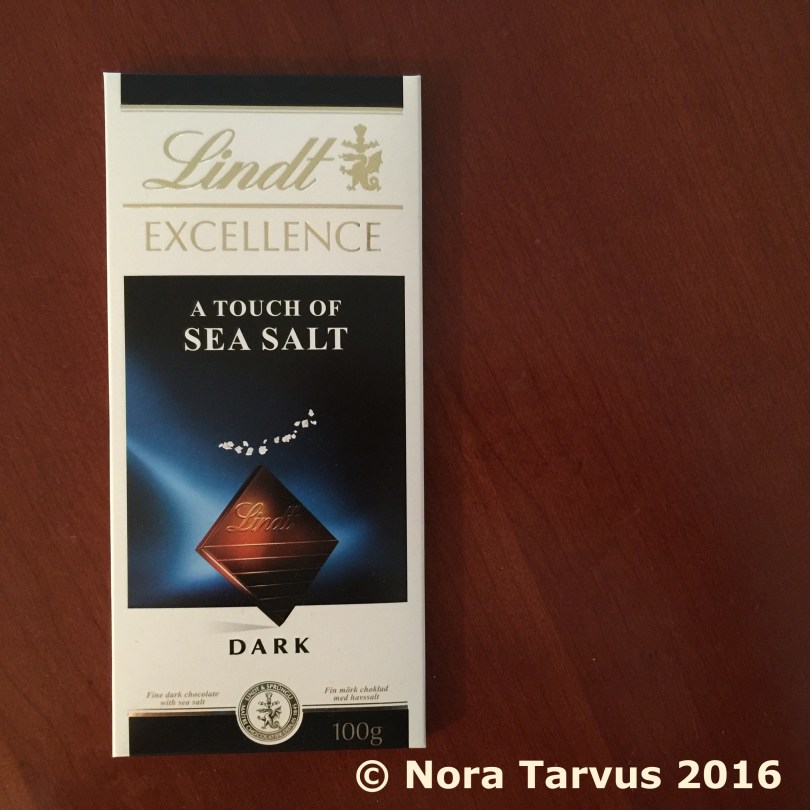 Lindt
EXCELLENCE
A TOUCH OF
SEA SALT
Lindt
DARK
Fine dark chocolate
with sea salt
Fin mörk choklad
med havssalt
100g
© Nora Tarvus 2016